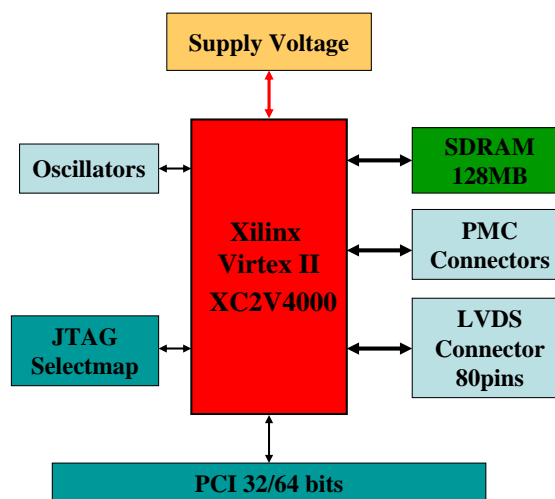 Supply Voltage
Oscillators
SDRAM
128MB
Xilinx
Virtex II
XC2V4000
PMC
Connectors
JTAG
Selectmap
LVDS
Connector
80pins
PCI 32/64 bits